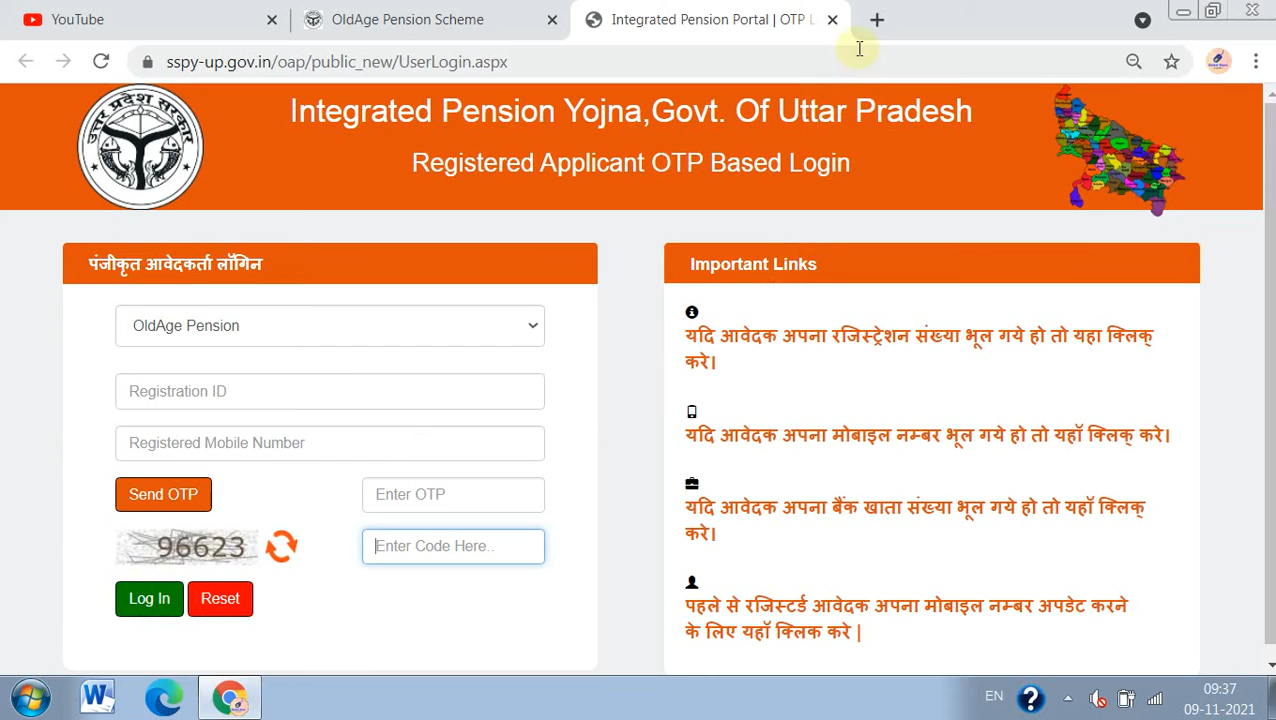 YouTube
OldAge Pension Scheme
Integrated Pension Portal | OTP L
sspy-up.gov.in/oap/public_new/UserLogin.aspx
उत्तर प्रदेश सरकार
Integrated Pension Yojna,Govt. Of Uttar Pradesh
Registered Applicant OTP Based Login
पंजीकृत आवेदकर्ता लॉगिन
OldAge Pension
Registration ID
Registered Mobile Number
Send OTP
Enter OTP
96623
Enter Code Here..
Log In
Reset
Important Links
यदि आवेदक अपना रजिस्ट्रेशन संख्या भूल गये हो तो यहा क्लिक्
करे।
यदि आवेदक अपना मोबाइल नम्बर भूल गये हो तो यहॉ क्लिक् करे।
यदि आवेदक अपना बैंक खाता संख्या भूल गये हो तो यहॉ क्लिक्
करे।
पहले से रजिस्टर्ड आवेदक अपना मोबाइल नम्बर अपडेट करने
के लिए यहॉ क्लिक करे |
EN
09:37
09-11-2021